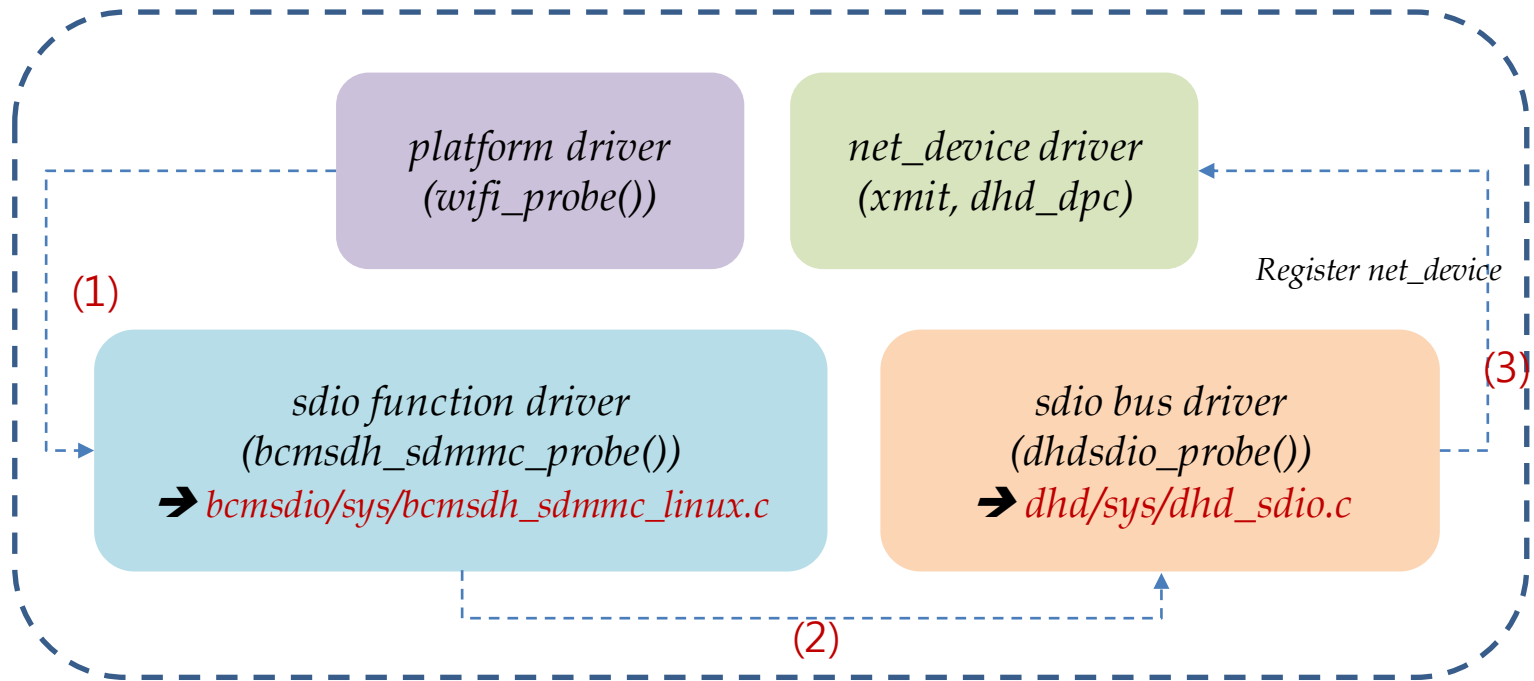 platform driver
(wifi_probe())
net_device driver
(xmit, dhd_dpc)
(1)
Register net_device
sdio function driver
(bcmsdh_sdmmc_probe())
➔ bcmsdio/sys/bcmsdh_sdmmc_linux.c
sdio bus driver
(dhdsdio_probe())
➔ dhd/sys/dhd_sdio.c
(3)
(2)